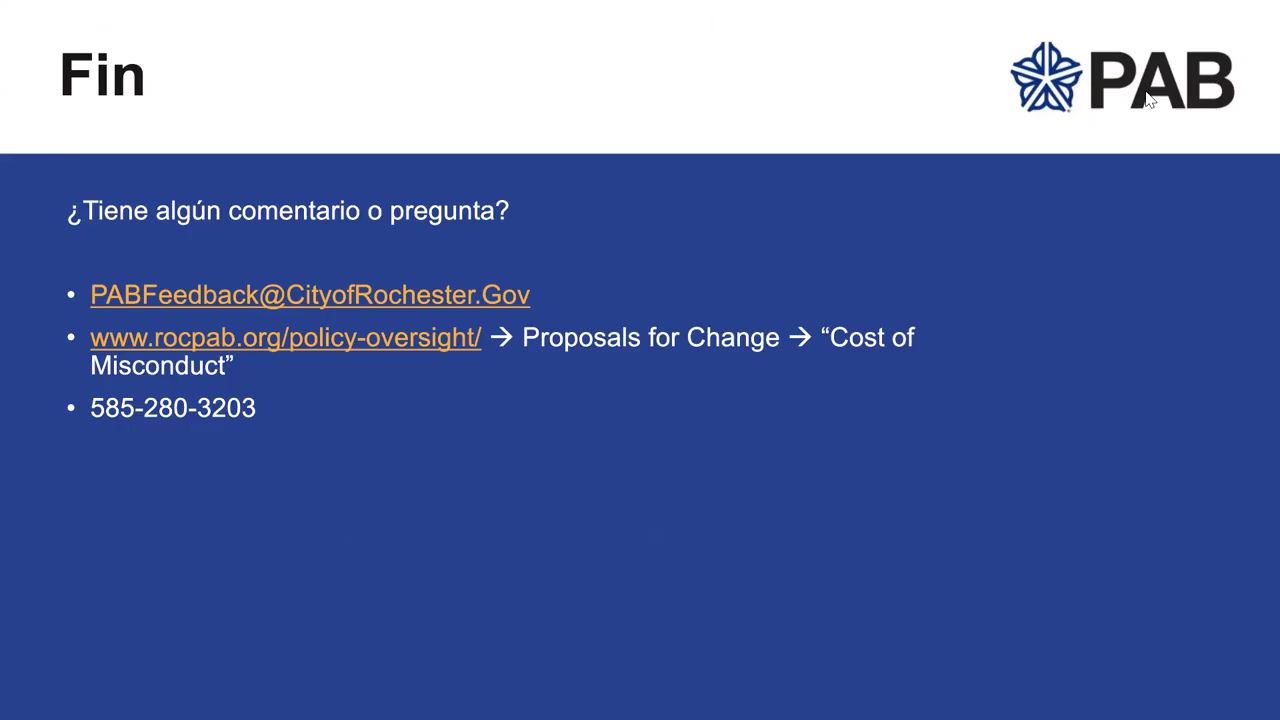 Fin
PAB
¿Tiene algún comentario o pregunta?
• PABFeedback@CityofRochester.Gov
• www.rocpab.org/policy-oversight/ → Proposals for Change → “Cost of
Misconduct”
• 585-280-3203